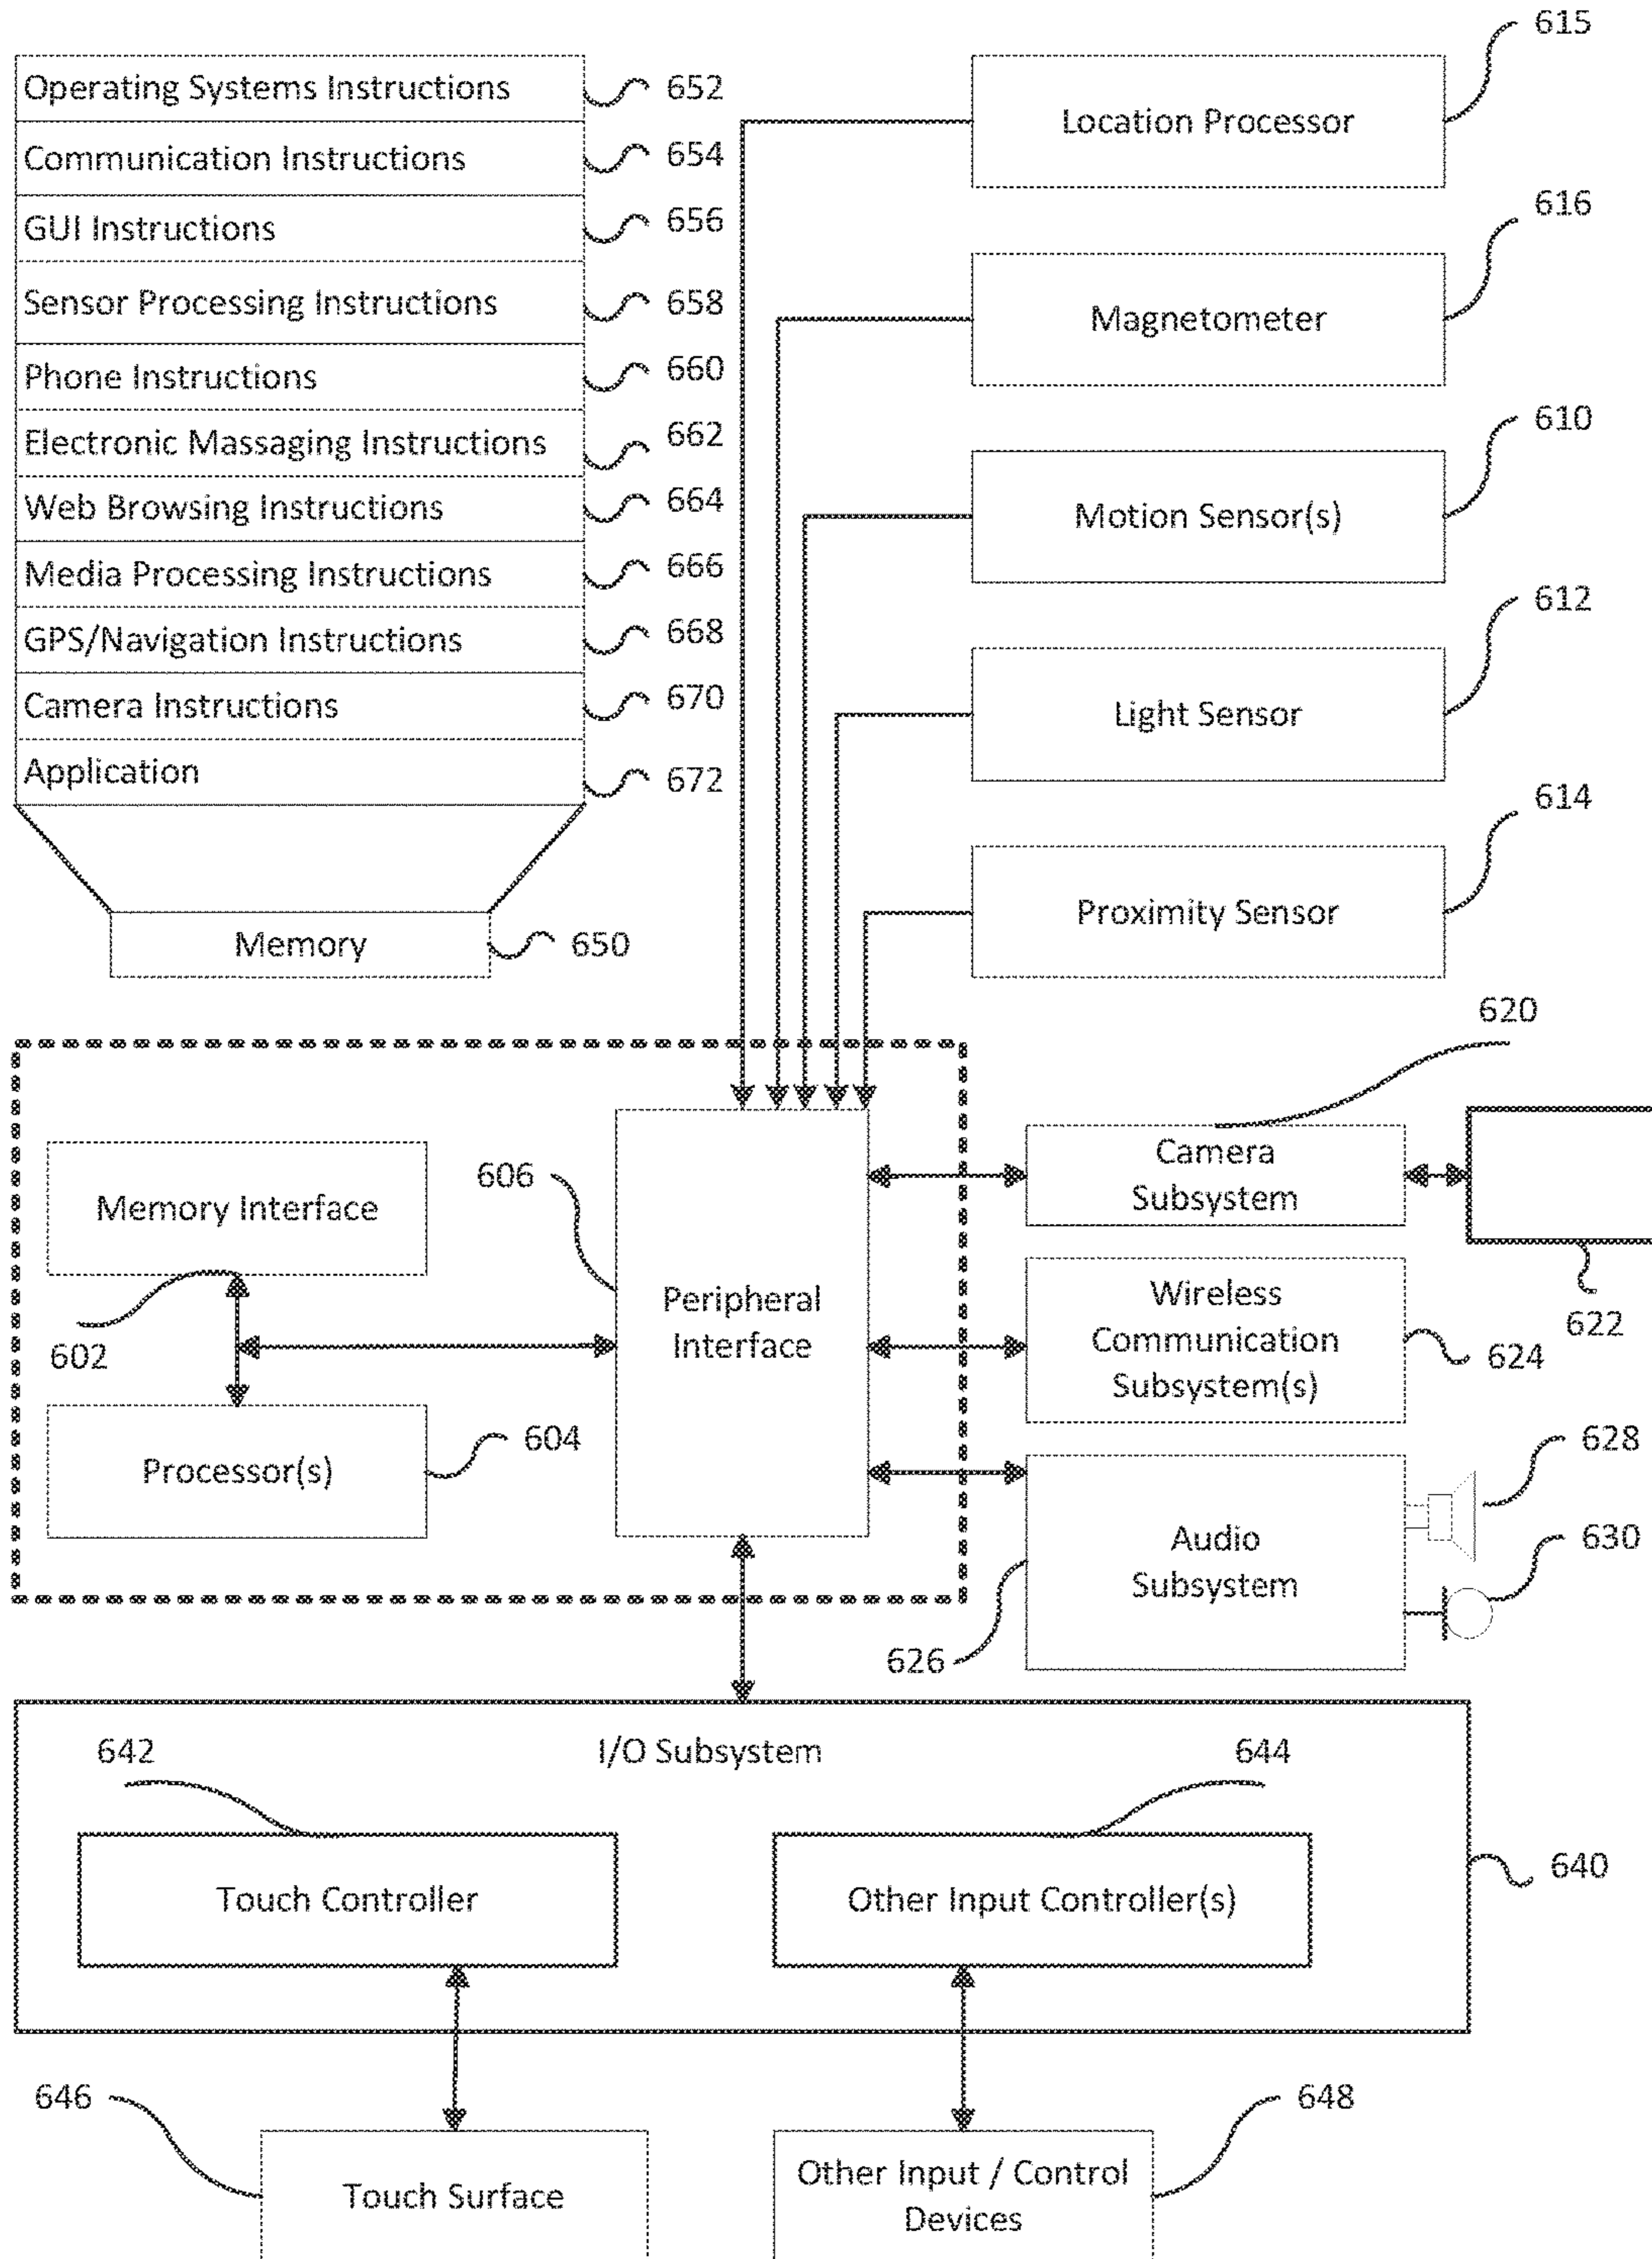 Operating Systems Instructions
652
Communication Instructions
654
GUI Instructions
656
Sensor Processing Instructions
658
Phone Instructions
660
Electronic Massaging Instructions
662
Web Browsing Instructions
664
Media Processing Instructions
666
GPS/Navigation Instructions
668
Camera Instructions
670
Application
672
Memory
650
Location Processor
615
Magnetometer
616
Motion Sensor(s)
610
Light Sensor
612
Proximity Sensor
614
Memory Interface
602
Processor(s)
604
606
Peripheral
Interface
620
Camera
Subsystem
622
Wireless
Communication
Subsystem(s)
624
Audio
Subsystem
626
628
630
I/O Subsystem
640
642
Touch Controller
644
Other Input Controller(s)
646
Touch Surface
648
Other Input / Control
Devices